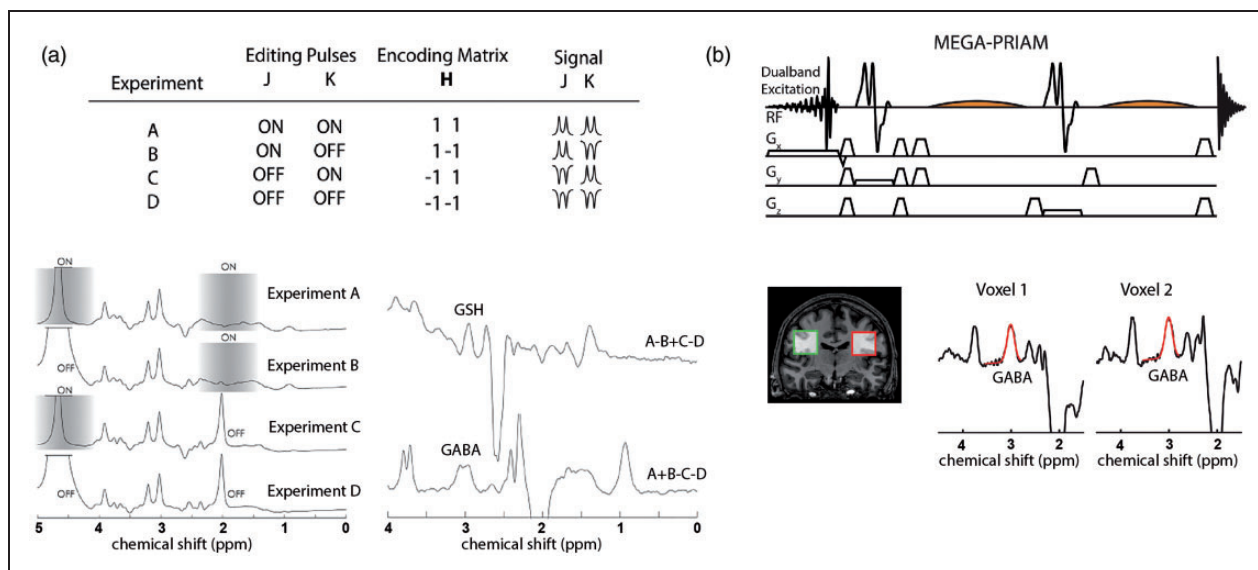 (a)
Editing Pulses Encoding Matrix Signal
Experiment J K H J K
A ON ON 1 1
B ON OFF 1 -1
C OFF ON -1 1
D OFF OFF -1 -1
ON
ON
Experiment A
ON
OFF
Experiment B
ON
OFF
Experiment C
OFF
OFF
Experiment D
5 4 3 2 1 0
chemical shift (ppm)
GSH
A-B+C-D
GABA
A+B-C-D
4 3 2 1 0
chemical shift (ppm)
(b)
MEGA-PRIAM
Dualband
Excitation
RF
Gx
Gy
Gz
Voxel 1 Voxel 2
GABA GABA
4 3 2 4 3 2
chemical shift (ppm) chemical shift (ppm)